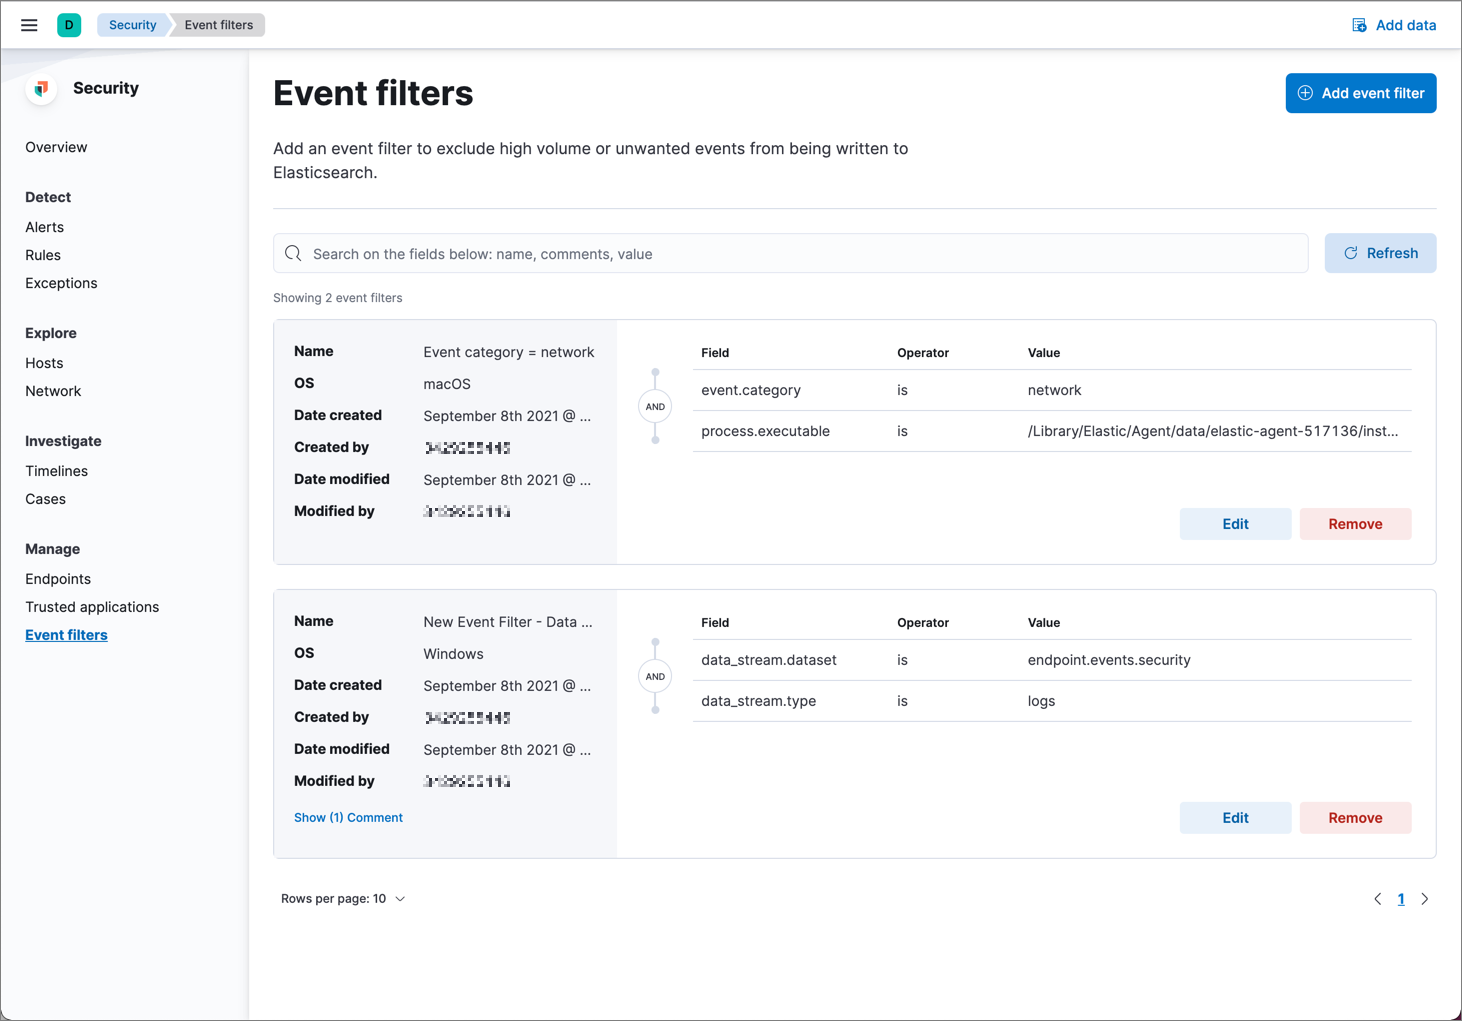 D
Security
Event filters
Add data
Security
Overview
Detect
Alerts
Rules
Exceptions
Explore
Hosts
Network
Investigate
Timelines
Cases
Manage
Endpoints
Trusted applications
Event filters
Event filters
Add event filter
Add an event filter to exclude high volume or unwanted events from being written to
Elasticsearch.
Search on the fields below: name, comments, value
Refresh
Showing 2 event filters
Name Event category = network
OS macOS
Date created September 8th 2021 @ ...
Created by
Date modified September 8th 2021 @ ...
Modified by
AND
Field Operator Value
event.category is network
process.executable is /Library/Elastic/Agent/data/elastic-agent-517136/inst...
Edit Remove
Name New Event Filter - Data ...
OS Windows
Date created September 8th 2021 @ ...
Created by
Date modified September 8th 2021 @ ...
Modified by
Show (1) Comment
AND
Field Operator Value
data_stream.dataset is endpoint.events.security
data_stream.type is logs
Edit Remove
Rows per page: 10
1